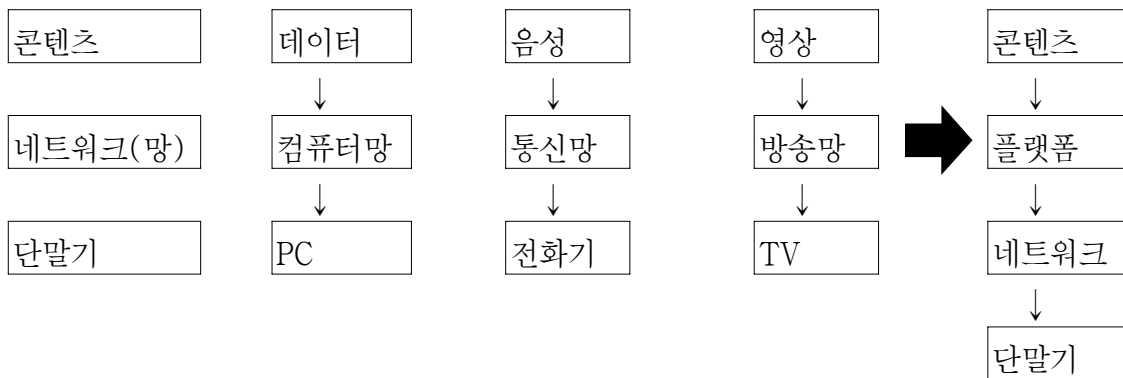 콘텐츠 데이터 음성 영상 콘텐츠
↓ ↓ ↓ ↓
네트워크(망) 컴퓨터망 통신망 방송망 플랫폼
↓ ↓ ↓ ↓
단말기 PC 전화기 TV 네트워크
↓
단말기